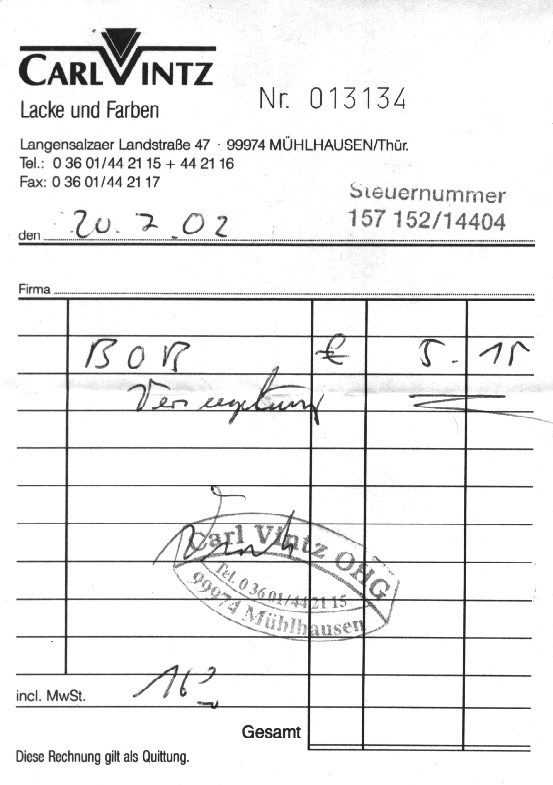 CARL VINTZ
Lacke und Farben
Nr. 013134
Langensalzaer Landstraße 47 · 99974 MÜHLHAUSEN/Thür.
Tel.: 0 36 01/44 21 15 + 44 21 16
Fax: 0 36 01/44 21 17
Steuernummer
157 152/14404
den 20.7.02
Firma
BOB € 5.15
Carl Vintz OHG
Tel. 0 36 01/44 21 15
99974 Mühlhausen
incl. MwSt. 16
Gesamt
Diese Rechnung gilt als Quittung.